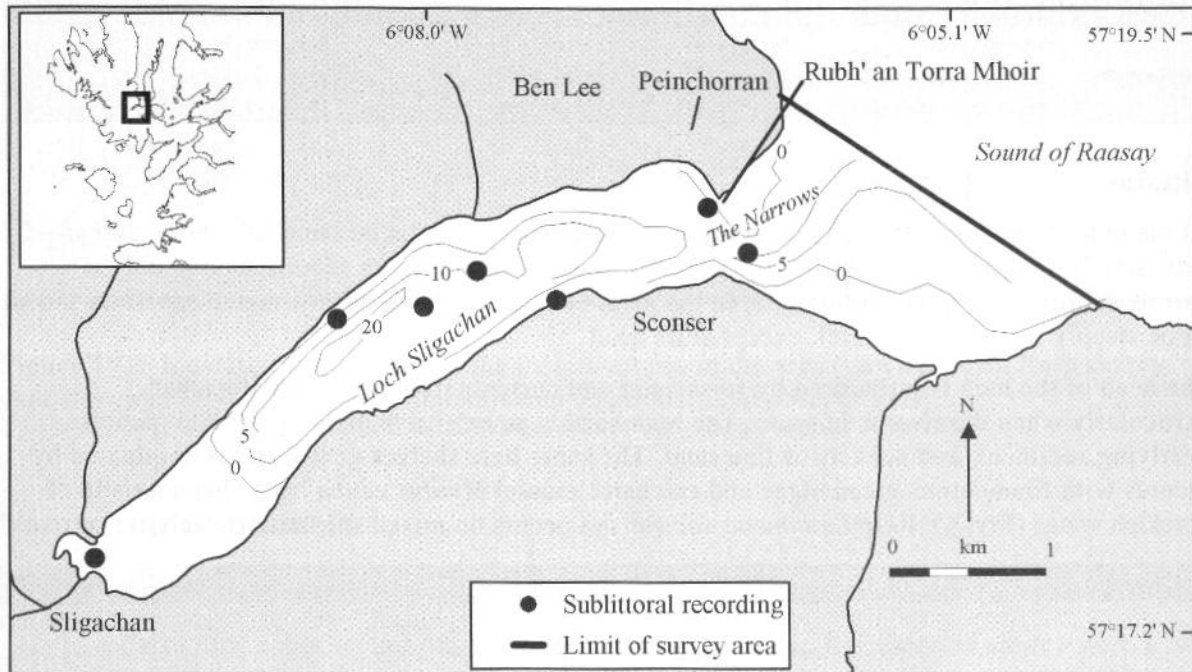 6°08.0'W
6°05.1'W
57°19.5' N
Ben Lee
Peinchorran
Rubh' an Torra Mhoir
Sound of Raasay
0
The Narrows
10
5
0
20
Loch Sligachan
Sconser
5
0
N
0 km 1
Sligachan
Sublittoral recording
Limit of survey area
57°17.2' N